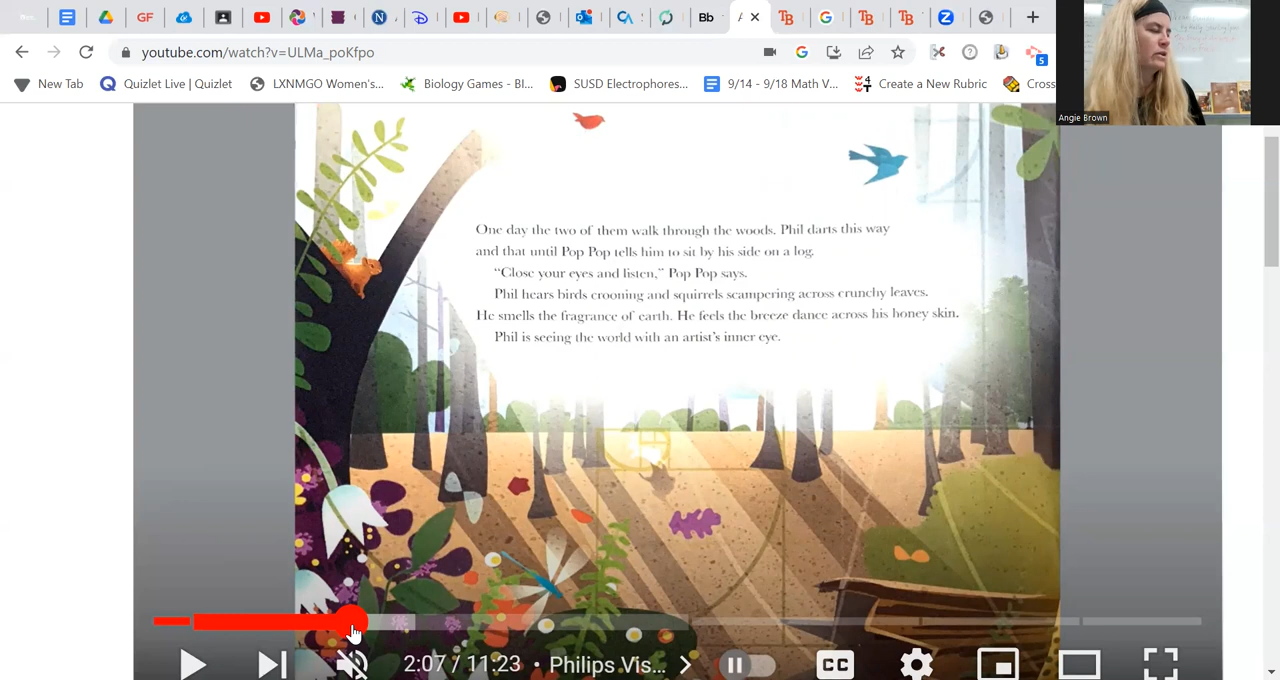 GF
Bb
youtube.com/watch?v=ULMa_poKfpo
5
New Tab
Quizlet Live | Quizlet
LXNMGO Women's...
Biology Games - Bl...
SUSD Electrophores...
9/14 - 9/18 Math V...
Create a New Rubric
Cross
Angie Brown
One day the two of them walk through the woods. Phil darts this way
and that until Pop Pop tells him to sit by his side on a log.
"Close your eyes and listen," Pop Pop says.
Phil hears birds crooning and squirrels scampering across crunchy leaves.
He smells the fragrance of earth. He feels the breeze dance across his honey skin.
Phil is seeing the world with an artist's inner eye.
2:07 / 11:23 • Philips Vis...
CC